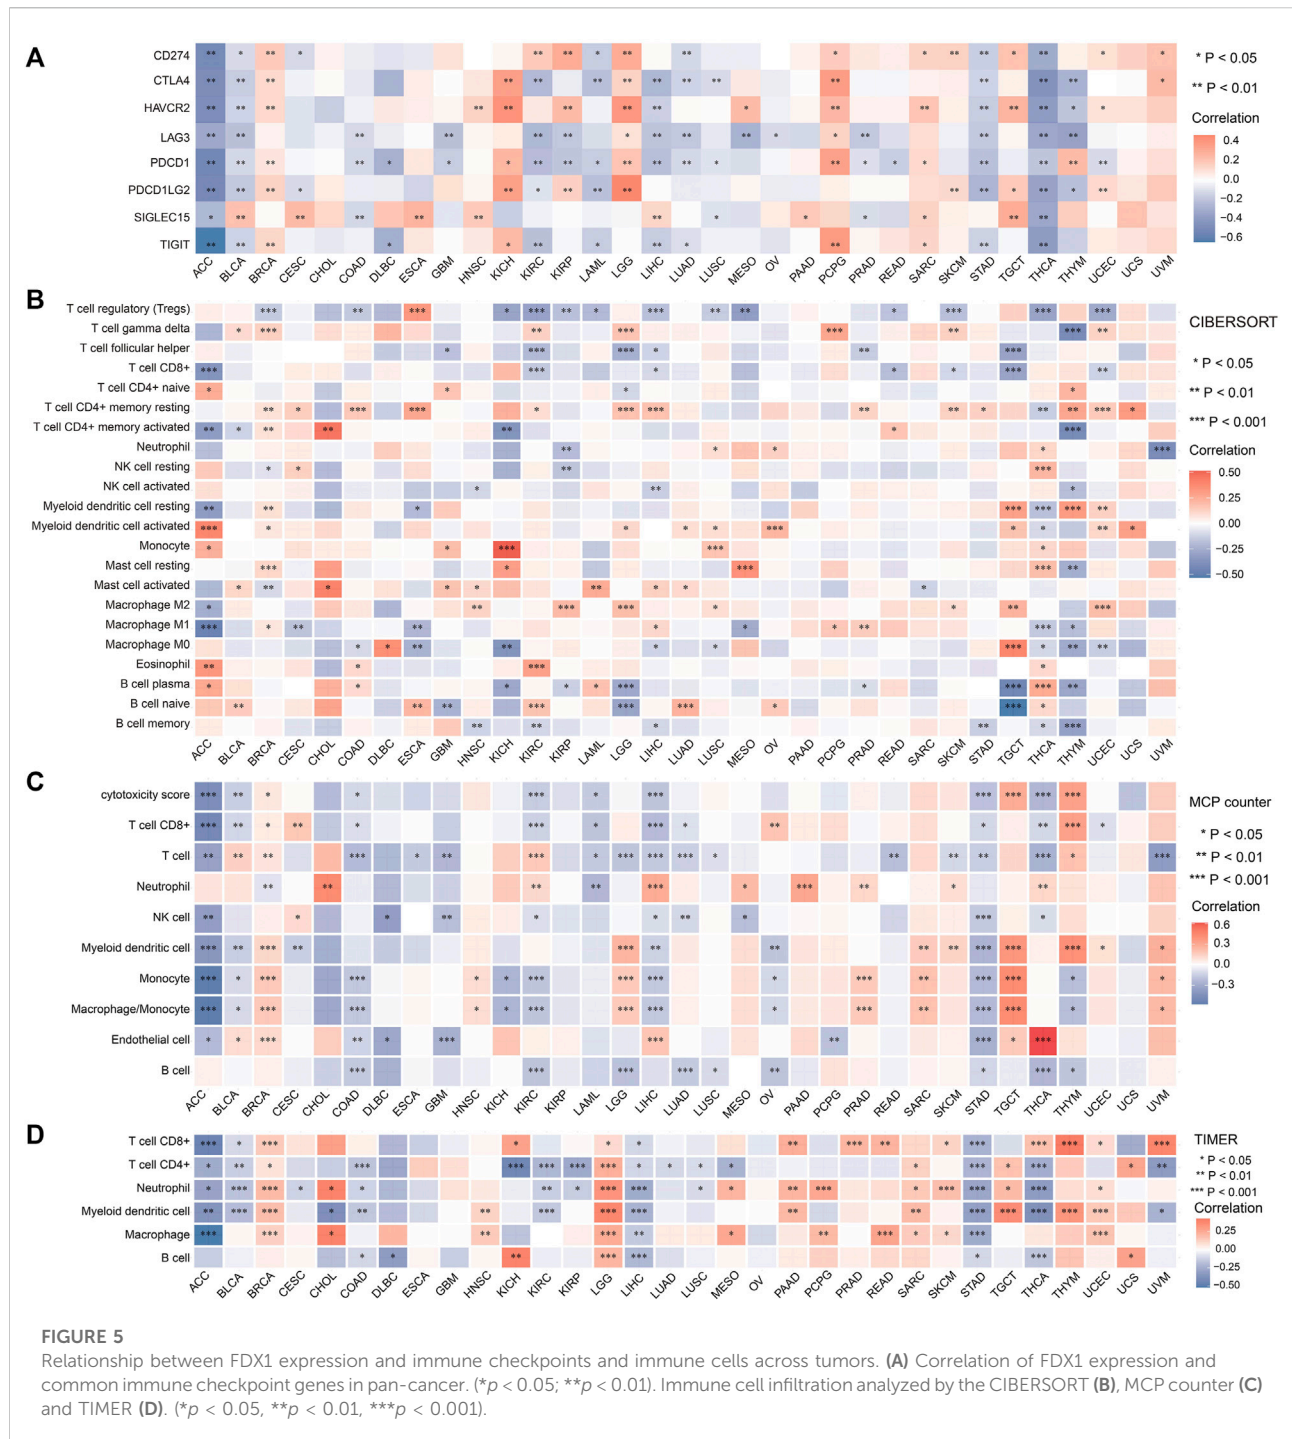 A
CD274
CTLA4
HAVCR2
LAG3
PDCD1
PDCD1LG2
SIGLEC15
TIGIT
* P < 0.05
** P < 0.01
Correlation
0.4
0.2
0.0
−0.2
−0.4
−0.6
ACC BLCA BRCA CESC CHOL COAD DLBC ESCA GBM HNSC KICH KIRC KIRP LAML LGG LIHC LUAD LUSC MESO OV PAAD PCPG PRAD READ SARC SKCM STAD TGCT THCA THYM UCEC UCS UVM
B
T cell regulatory (Tregs)
T cell gamma delta
T cell follicular helper
T cell CD8+
T cell CD4+ naive
T cell CD4+ memory resting
T cell CD4+ memory activated
Neutrophil
NK cell resting
NK cell activated
Myeloid dendritic cell resting
Myeloid dendritic cell activated
Monocyte
Mast cell resting
Mast cell activated
Macrophage M2
Macrophage M1
Macrophage M0
Eosinophil
B cell plasma
B cell naive
B cell memory
CIBERSORT
* P < 0.05
** P < 0.01
*** P < 0.001
Correlation
0.50
0.25
0.00
−0.25
−0.50
ACC BLCA BRCA CESC CHOL COAD DLBC ESCA GBM HNSC KICH KIRC KIRP LAML LGG LIHC LUAD LUSC MESO OV PAAD PCPG PRAD READ SARC SKCM STAD TGCT THCA THYM UCEC UCS UVM
C
cytotoxicity score
T cell CD8+
T cell
Neutrophil
NK cell
Myeloid dendritic cell
Monocyte
Macrophage/Monocyte
Endothelial cell
B cell
MCP counter
* P < 0.05
** P < 0.01
*** P < 0.001
Correlation
0.6
0.3
0.0
−0.3
ACC BLCA BRCA CESC CHOL COAD DLBC ESCA GBM HNSC KICH KIRC KIRP LAML LGG LIHC LUAD LUSC MESO OV PAAD PCPG PRAD READ SARC SKCM STAD TGCT THCA THYM UCEC UCS UVM
D
T cell CD8+
T cell CD4+
Neutrophil
Myeloid dendritic cell
Macrophage
B cell
TIMER
* P < 0.05
** P < 0.01
*** P < 0.001
Correlation
0.25
0.00
−0.25
−0.50
ACC BLCA BRCA CESC CHOL COAD DLBC ESCA GBM HNSC KICH KIRC KIRP LAML LGG LIHC LUAD LUSC MESO OV PAAD PCPG PRAD READ SARC SKCM STAD TGCT THCA THYM UCEC UCS UVM
FIGURE 5
Relationship between FDX1 expression and immune checkpoints and immune cells across tumors. (A) Correlation of FDX1 expression and
common immune checkpoint genes in pan-cancer. (*p < 0.05; **p < 0.01). Immune cell infiltration analyzed by the CIBERSORT (B), MCP counter (C)
and TIMER (D). (*p < 0.05, **p < 0.01, ***p < 0.001).